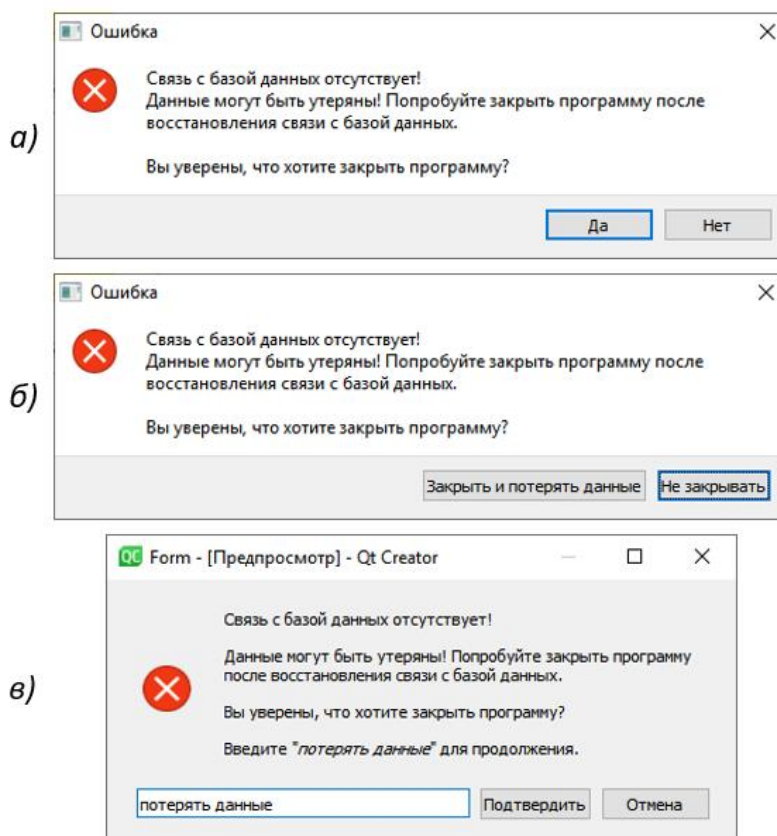 Ошибка
Связь с базой данных отсутствует!
Данные могут быть утеряны! Попробуйте закрыть программу после
восстановления связи с базой данных.
а)
Вы уверены, что хотите закрыть программу?
Да Нет
Ошибка
Связь с базой данных отсутствует!
Данные могут быть утеряны! Попробуйте закрыть программу после
восстановления связи с базой данных.
б)
Вы уверены, что хотите закрыть программу?
Закрыть и потерять данные Не закрывать
QC Form - [Предпросмотр] - Qt Creator
Связь с базой данных отсутствует!
Данные могут быть утеряны! Попробуйте закрыть программу
после восстановления связи с базой данных.
в)
Вы уверены, что хотите закрыть программу?
Введите "потерять данные" для продолжения.
потерять данные Подтвердить Отмена